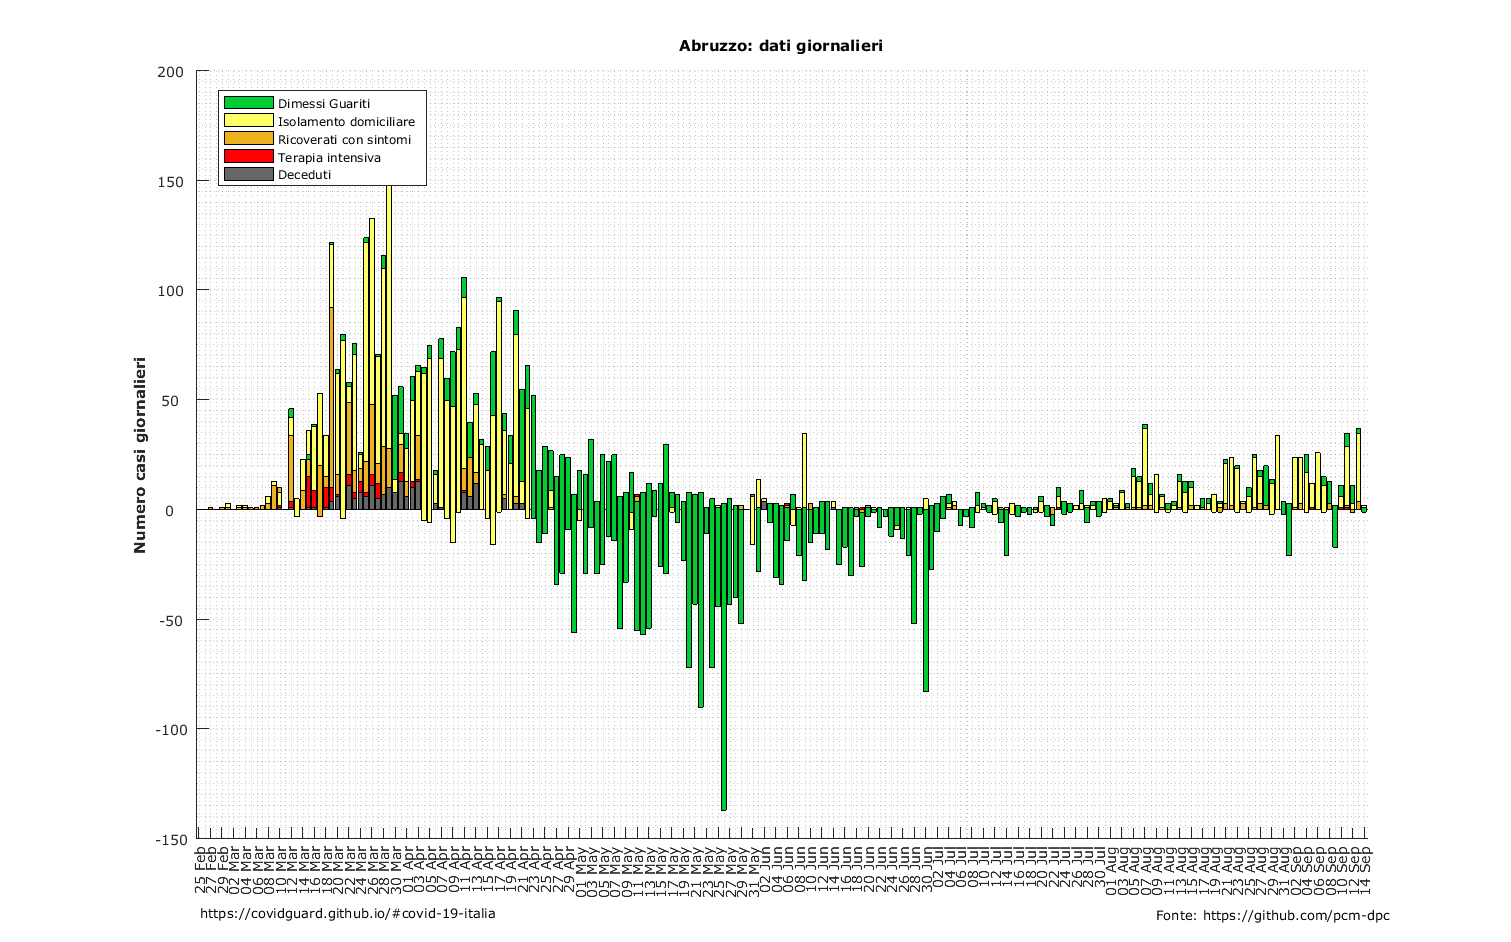 Abruzzo: dati giornalieri
Numero casi giornalieri
200
150
100
50
0
-50
-100
-150
Dimessi Guariti
Isolamento domiciliare
Ricoverati con sintomi
Terapia intensiva
Deceduti
25 Feb
27 Feb
29 Feb
02 Mar
04 Mar
06 Mar
08 Mar
10 Mar
12 Mar
14 Mar
16 Mar
18 Mar
20 Mar
22 Mar
24 Mar
26 Mar
28 Mar
30 Mar
01 Apr
03 Apr
05 Apr
07 Apr
09 Apr
11 Apr
13 Apr
15 Apr
17 Apr
19 Apr
21 Apr
23 Apr
25 Apr
27 Apr
29 Apr
01 May
03 May
05 May
07 May
09 May
11 May
13 May
15 May
17 May
19 May
21 May
23 May
25 May
27 May
29 May
31 May
02 Jun
04 Jun
06 Jun
08 Jun
10 Jun
12 Jun
14 Jun
16 Jun
18 Jun
20 Jun
22 Jun
24 Jun
26 Jun
28 Jun
30 Jun
02 Jul
04 Jul
06 Jul
08 Jul
10 Jul
12 Jul
14 Jul
16 Jul
18 Jul
20 Jul
22 Jul
24 Jul
26 Jul
28 Jul
30 Jul
01 Aug
03 Aug
05 Aug
07 Aug
09 Aug
11 Aug
13 Aug
15 Aug
17 Aug
19 Aug
21 Aug
23 Aug
25 Aug
27 Aug
29 Aug
31 Aug
02 Sep
04 Sep
06 Sep
08 Sep
10 Sep
12 Sep
14 Sep
https://covidguard.github.io/#covid-19-italia
Fonte: https://github.com/pcm-dpc